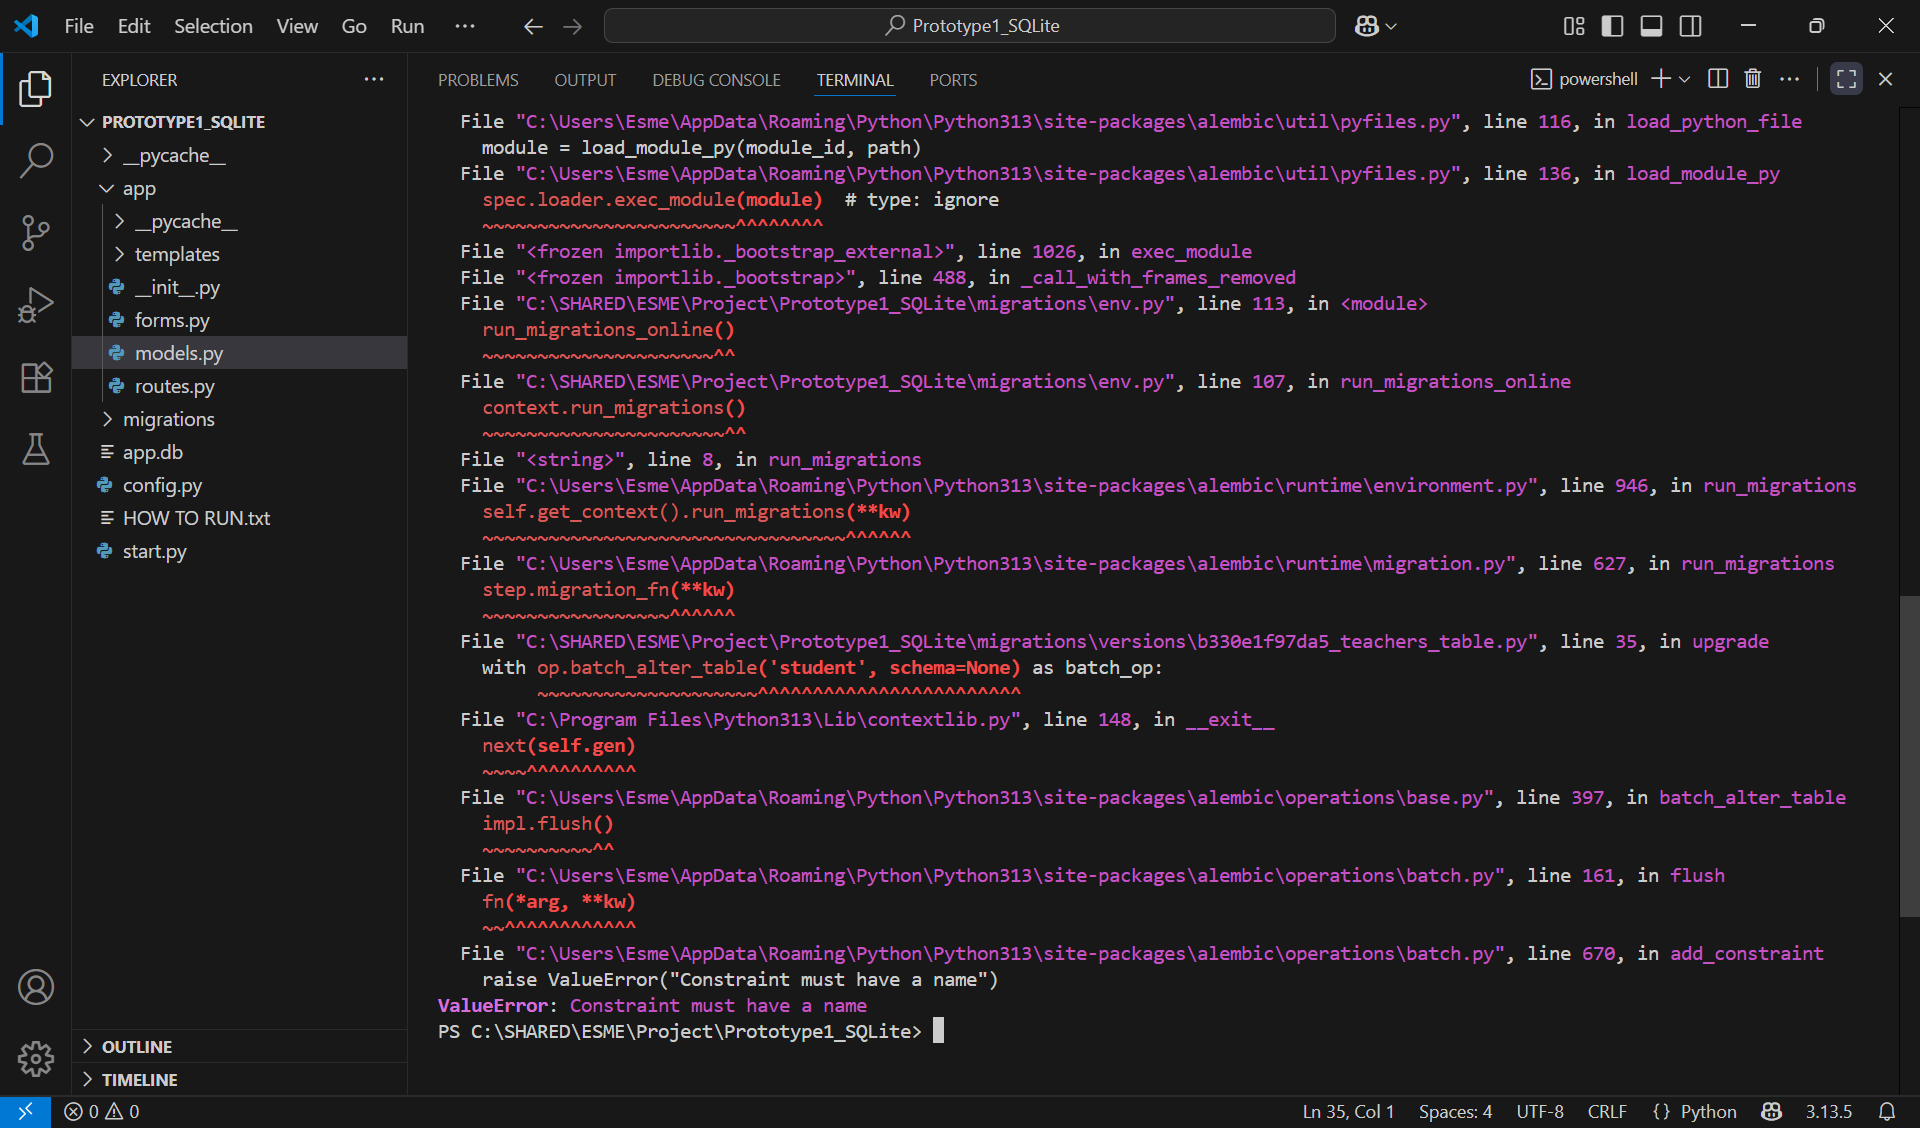 File Edit Selection View Go Run ··· Prototype1_SQLite
EXPLORER
PROTOTYPE1_SQLITE
__pycache__
app
__pycache__
templates
__init__.py
forms.py
models.py
routes.py
migrations
app.db
config.py
HOW TO RUN.txt
start.py
OUTLINE
TIMELINE
PROBLEMS OUTPUT DEBUG CONSOLE TERMINAL PORTS powershell
File "C:\Users\Esme\AppData\Roaming\Python\Python313\site-packages\alembic\util\pyfiles.py", line 116, in load_python_file
module = load_module_py(module_id, path)
File "C:\Users\Esme\AppData\Roaming\Python\Python313\site-packages\alembic\util\pyfiles.py", line 136, in load_module_py
spec.loader.exec_module(module)  # type: ignore
~~~~~~~~~~~~~~~~~~~~~~~^^^^^^^^
File "<frozen importlib._bootstrap_external>", line 1026, in exec_module
File "<frozen importlib._bootstrap>", line 488, in _call_with_frames_removed
File "C:\SHARED\ESME\Project\Prototype1_SQLite\migrations\env.py", line 113, in <module>
run_migrations_online()
~~~~~~~~~~~~~~~~~~~~~^^
File "C:\SHARED\ESME\Project\Prototype1_SQLite\migrations\env.py", line 107, in run_migrations_online
context.run_migrations()
~~~~~~~~~~~~~~~~~~~~~~^^
File "<string>", line 8, in run_migrations
File "C:\Users\Esme\AppData\Roaming\Python\Python313\site-packages\alembic\runtime\environment.py", line 946, in run_migrations
self.get_context().run_migrations(**kw)
~~~~~~~~~~~~~~~~~~~~~~~~~~~~~~~~~^^^^^^
File "C:\Users\Esme\AppData\Roaming\Python\Python313\site-packages\alembic\runtime\migration.py", line 627, in run_migrations
step.migration_fn(**kw)
~~~~~~~~~~~~~~~~~^^^^^^
File "C:\SHARED\ESME\Project\Prototype1_SQLite\migrations\versions\b330e1f97da5_teachers_table.py", line 35, in upgrade
with op.batch_alter_table('student', schema=None) as batch_op:
~~~~~~~~~~~~~~~~~~~~^^^^^^^^^^^^^^^^^^^^^^^^
File "C:\Program Files\Python313\Lib\contextlib.py", line 148, in __exit__
next(self.gen)
~~~~^^^^^^^^^^
File "C:\Users\Esme\AppData\Roaming\Python\Python313\site-packages\alembic\operations\base.py", line 397, in batch_alter_table
impl.flush()
~~~~~~~~~~^^
File "C:\Users\Esme\AppData\Roaming\Python\Python313\site-packages\alembic\operations\batch.py", line 161, in flush
fn(*arg, **kw)
~~^^^^^^^^^^^^
File "C:\Users\Esme\AppData\Roaming\Python\Python313\site-packages\alembic\operations\batch.py", line 670, in add_constraint
raise ValueError("Constraint must have a name")
ValueError: Constraint must have a name
PS C:\SHARED\ESME\Project\Prototype1_SQLite>
0 0 Ln 35, Col 1 Spaces: 4 UTF-8 CRLF {} Python 3.13.5